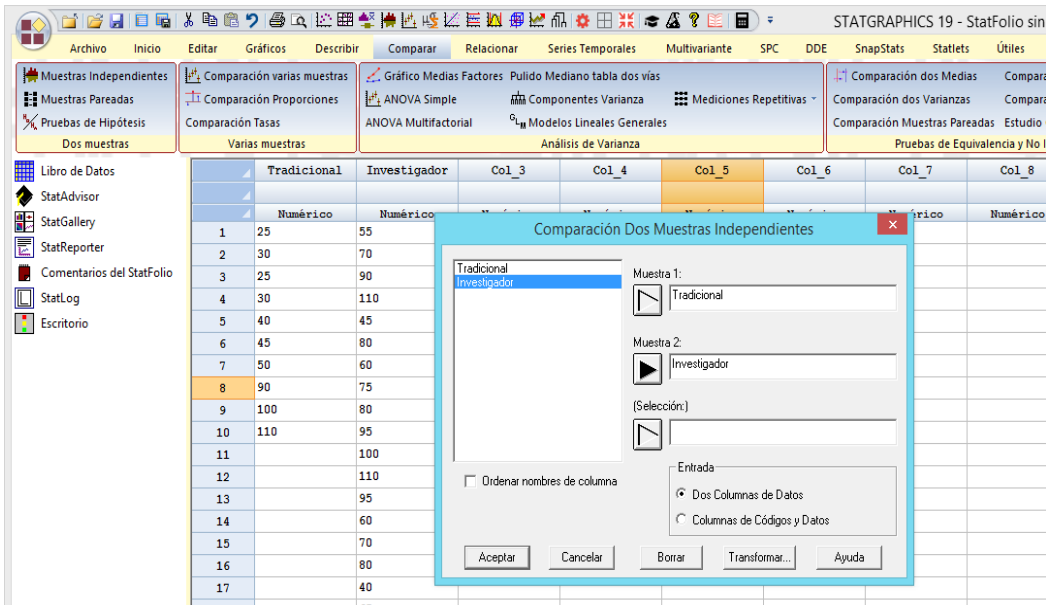 STATGRAPHICS 19 - StatFolio sin
Archivo Inicio Editar Gráficos Describir Comparar Relacionar Series Temporales Multivariante SPC DDE SnapStats Statlets Útiles
Muestras Independientes Comparación varias muestras Gráfico Medias Factores Pulido Mediano tabla dos vías Comparación dos Medias Compara
Muestras Pareadas Comparación Proporciones ANOVA Simple Componentes Varianza Mediciones Repetitivas Comparación dos Varianzas Compara
Pruebas de Hipótesis Comparación Tasas ANOVA Multifactorial Modelos Lineales Generales Comparación Muestras Pareadas Estudio
Dos muestras Varias muestras Análisis de Varianza Pruebas de Equivalencia y No I
Libro de Datos
StatAdvisor
StatGallery
StatReporter
Comentarios del StatFolio
StatLog
Escritorio
Tradicional Investigador Col_3 Col_4 Col_5 Col_6 Col_7 Col_8
Numérico Numérico Numérico
1 25 55
2 30 70
3 25 90
4 30 110
5 40 45
6 45 80
7 50 60
8 90 75
9 100 80
10 110 95
11 100
12 110
13 95
14 60
15 70
16 80
17 40
Comparación Dos Muestras Independientes
Tradicional
Investigador
Muestra 1:
Tradicional
Muestra 2:
Investigador
(Selección:)
Ordenar nombres de columna
Entrada
Dos Columnas de Datos
Columnas de Códigos y Datos
Aceptar Cancelar Borrar Transformar... Ayuda